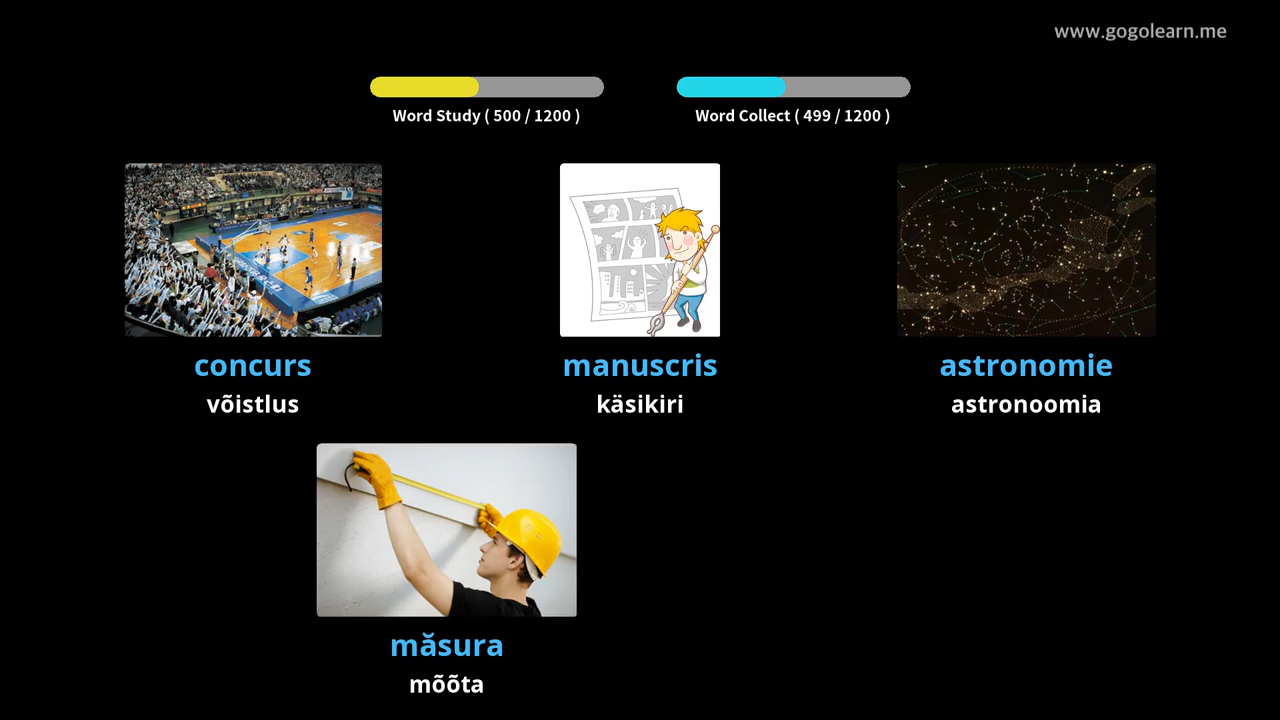 www.gogolearn.me
Word Study ( 500 / 1200 )
Word Collect ( 499 / 1200 )
concurs
võistlus
manuscris
käsikiri
astronomie
astronoomia
măsura
mõõta